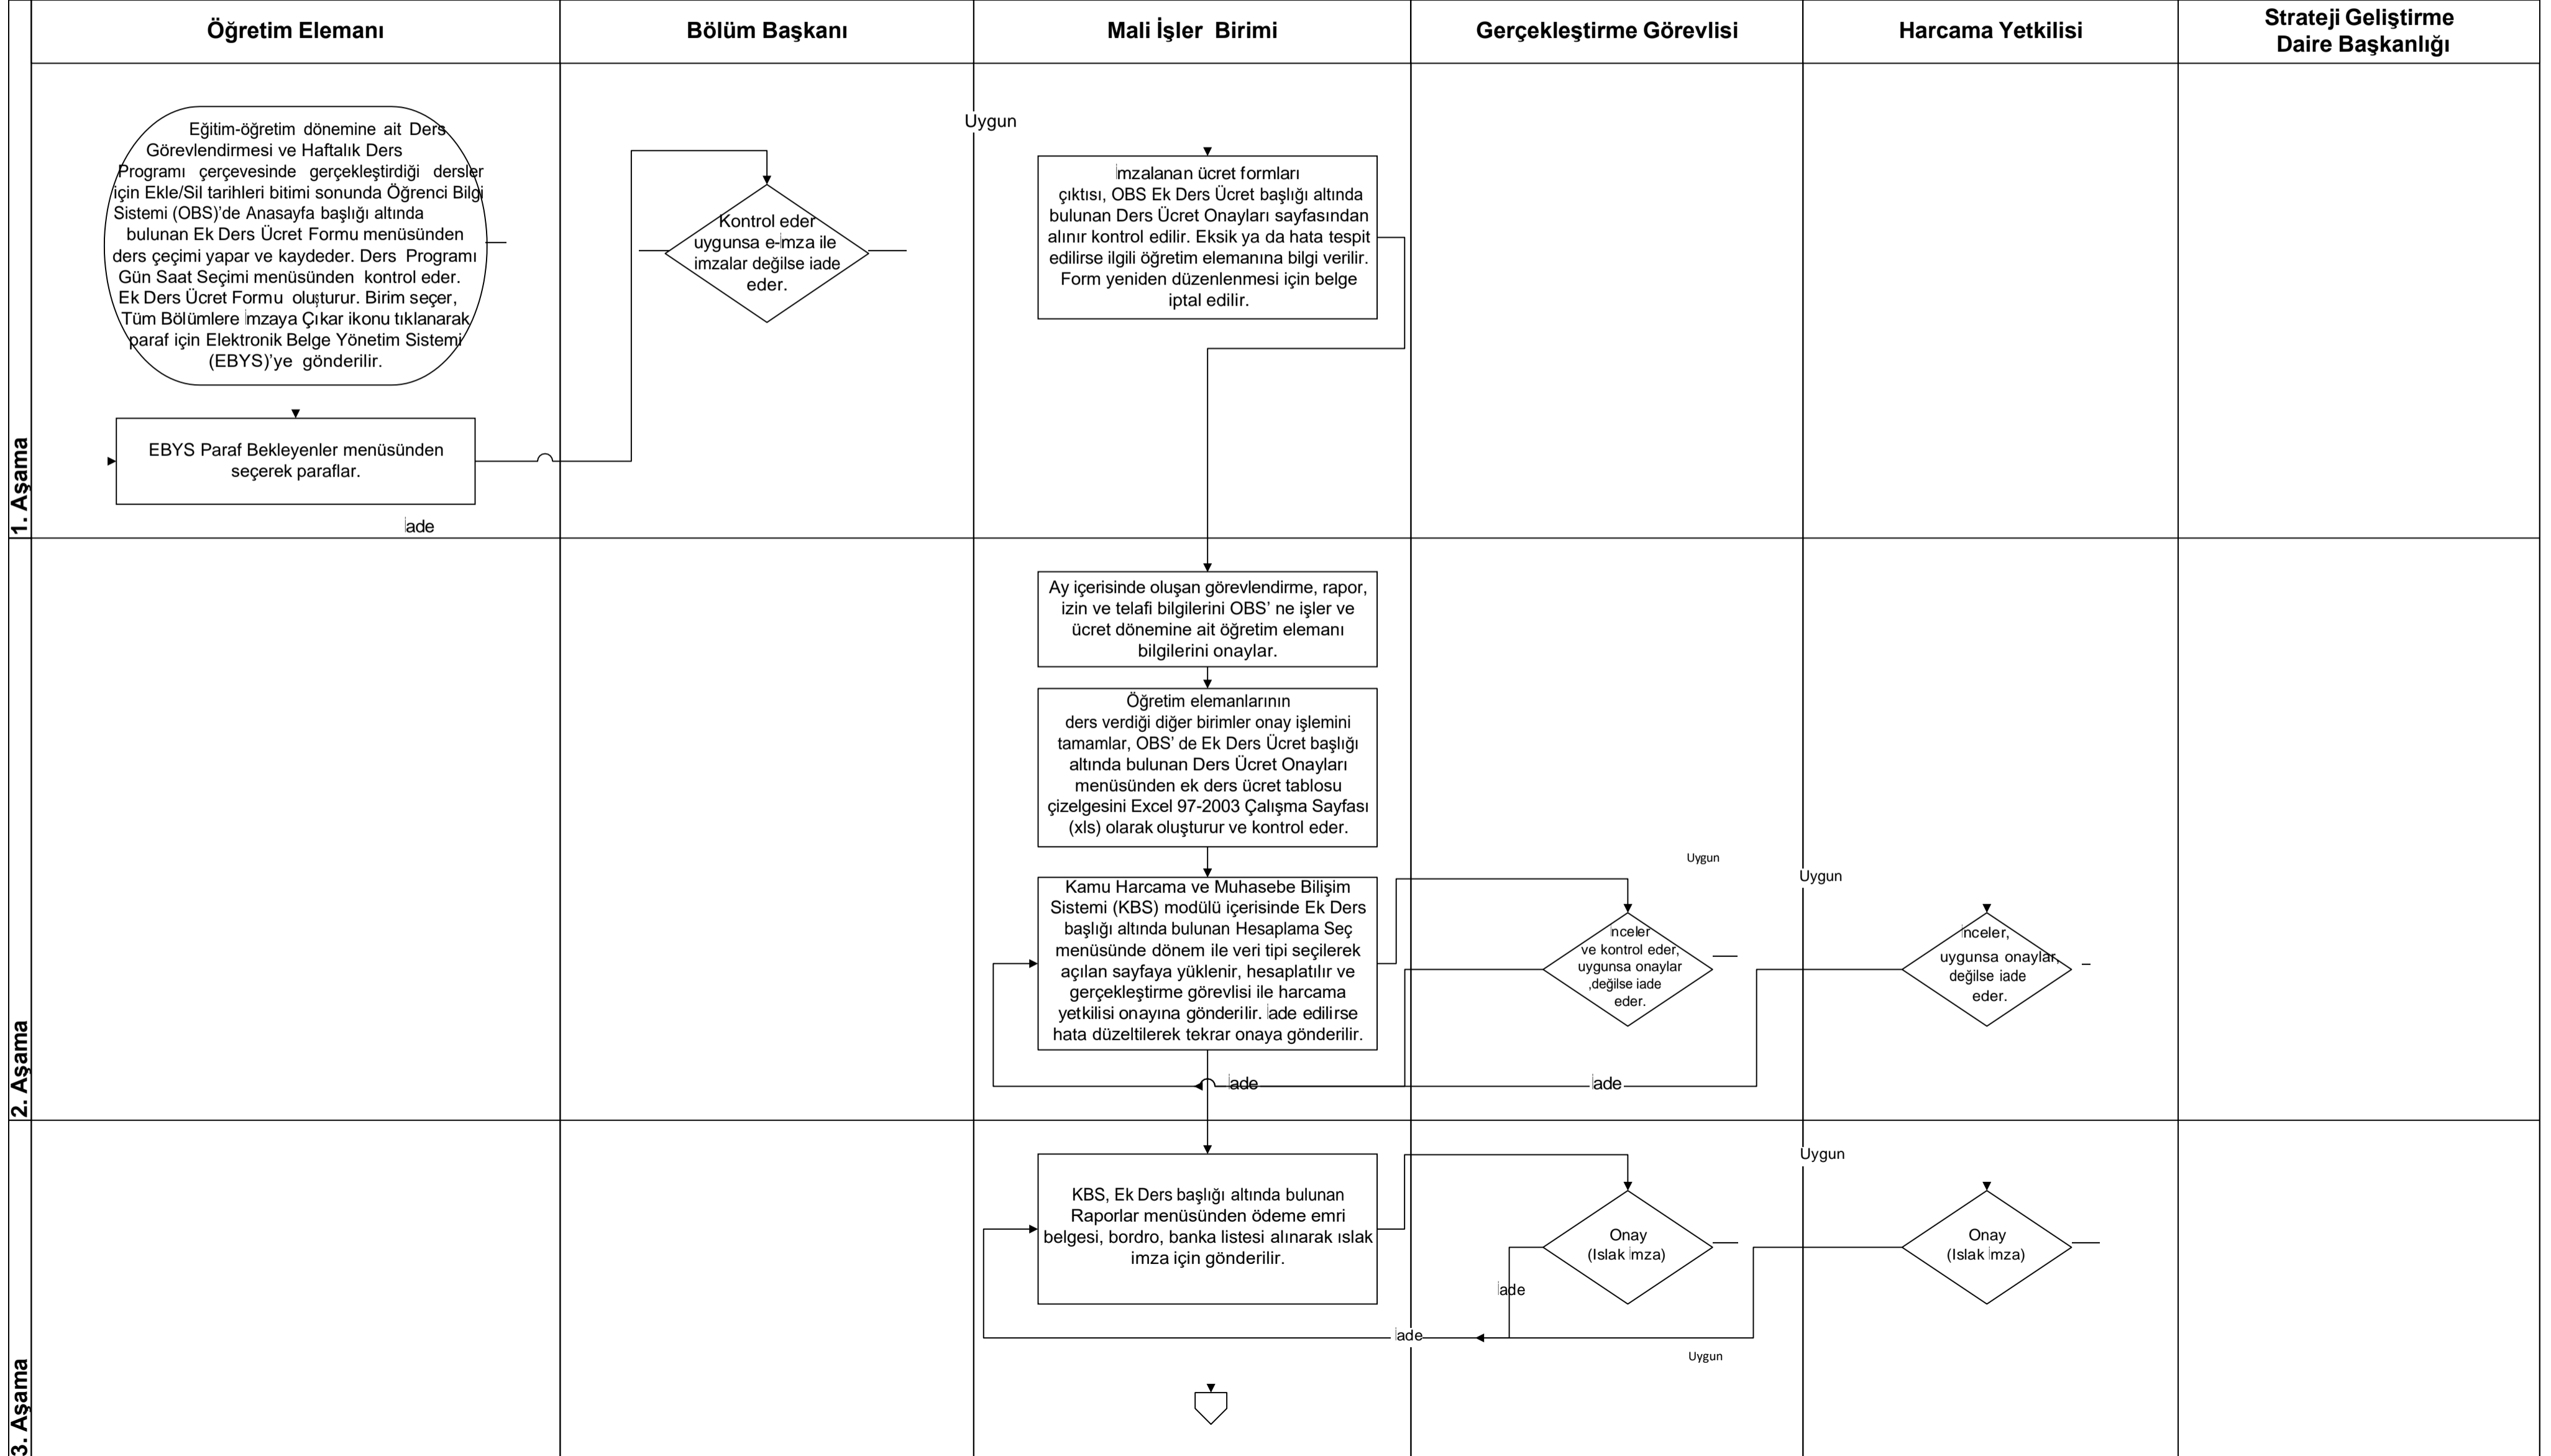 Öğretim Elemanı
Bölüm Başkanı
Mali İşler Birimi
Gerçekleştirme Görevlisi
Harcama Yetkilisi
Strateji Geliştirme
Daire Başkanlığı
1. Aşama
Eğitim-öğretim dönemine ait Ders
Görevlendirmesi ve Haftalık Ders
Programı çerçevesinde gerçekleştirdiği dersler
için Ekle/Sil tarihleri bitimi sonunda Öğrenci Bilgi
Sistemi (OBS)’de Anasayfa başlığı altında
bulunan Ek Ders Ücret Formu menüsünden
ders çeçimi yapar ve kaydeder. Ders Programı
Gün Saat Seçimi menüsünden kontrol eder.
Ek Ders Ücret Formu oluşturur. Birim seçer,
Tüm Bölümlere İmzaya Çıkar ikonu tıklanarak
paraf için Elektronik Belge Yönetim Sistemi
(EBYS)’ye gönderilir.
EBYS Paraf Bekleyenler menüsünden
seçerek paraflar.
İade
Kontrol eder
uygunsa e-İmza ile
imzalar değilse iade
eder.
Uygun
İmzalanan ücret formları
çıktısı, OBS Ek Ders Ücret başlığı altında
bulunan Ders Ücret Onayları sayfasından
alınır kontrol edilir. Eksik ya da hata tespit
edilirse ilgili öğretim elemanına bilgi verilir.
Form yeniden düzenlenmesi için belge
iptal edilir.
2. Aşama
Ay içerisinde oluşan görevlendirme, rapor,
izin ve telafi bilgilerini OBS’ ne işler ve
ücret dönemine ait öğretim elemanı
bilgilerini onaylar.
Öğretim elemanlarının
ders verdiği diğer birimler onay işlemini
tamamlar, OBS’ de Ek Ders Ücret başlığı
altında bulunan Ders Ücret Onayları
menüsünden ek ders ücret tablosu
çizelgesini Excel 97-2003 Çalışma Sayfası
(xls) olarak oluşturur ve kontrol eder.
Kamu Harcama ve Muhasebe Bilişim
Sistemi (KBS) modülü içerisinde Ek Ders
başlığı altında bulunan Hesaplama Seç
menüsünde dönem ile veri tipi seçilerek
açılan sayfaya yüklenir, hesaplatılır ve
gerçekleştirme görevlisi ile harcama
yetkilisi onayına gönderilir. İade edilirse
hata düzeltilerek tekrar onaya gönderilir.
Uygun
İnceler
ve kontrol eder,
uygunsa onaylar
,değilse iade
eder.
Uygun
İnceler,
uygunsa onaylar,
değilse iade
eder.
İade
İade
3. Aşama
KBS, Ek Ders başlığı altında bulunan
Raporlar menüsünden ödeme emri
belgesi, bordro, banka listesi alınarak ıslak
imza için gönderilir.
Onay
(Islak İmza)
Uygun
Onay
(Islak İmza)
İade
İade
Uygun